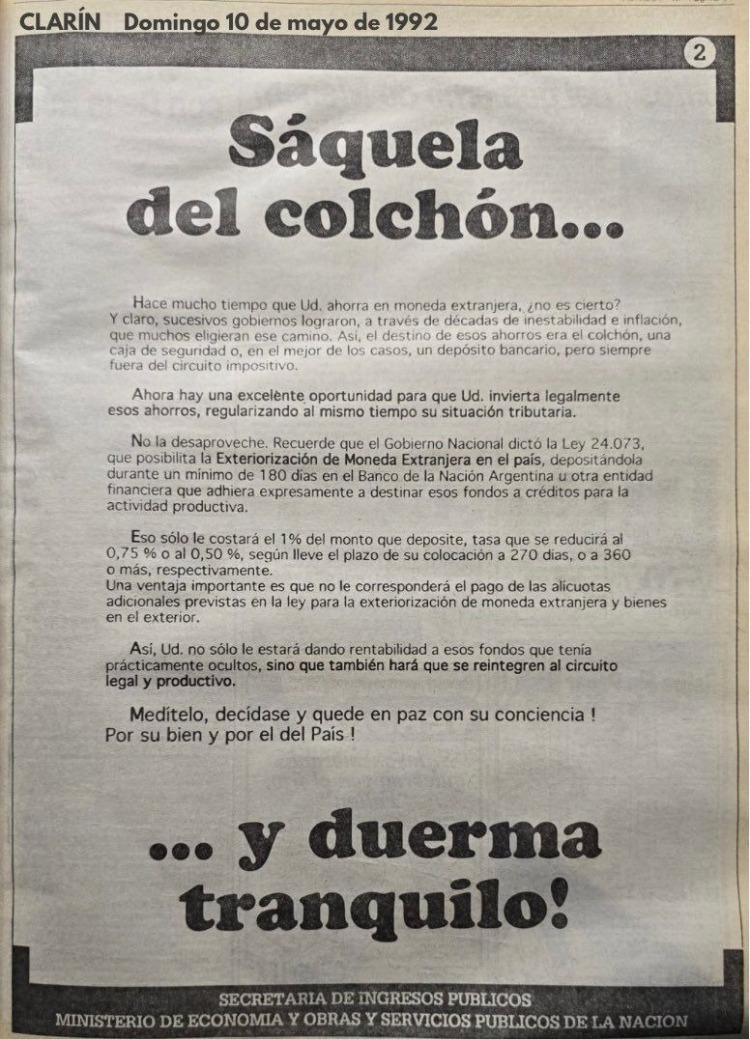 CLARÍN Domingo 10 de mayo de 1992
2
Sáquela
del colchón...
Hace mucho tiempo que Ud. ahorra en moneda extranjera, ¿no es cierto?
Y claro, sucesivos gobiernos lograron, a través de décadas de inestabilidad e inflación,
que muchos eligieran ese camino. Así, el destino de esos ahorros era el colchón, una
caja de seguridad o, en el mejor de los casos, un depósito bancario, pero siempre
fuera del circuito impositivo.
Ahora hay una excelente oportunidad para que Ud. invierta legalmente
esos ahorros, regularizando al mismo tiempo su situación tributaria.
No la desaproveche. Recuerde que el Gobierno Nacional dictó la Ley 24.073,
que posibilita la Exteriorización de Moneda Extranjera en el país, depositándola
durante un mínimo de 180 días en el Banco de la Nación Argentina u otra entidad
financiera que adhiera expresamente a destinar esos fondos a créditos para la
actividad productiva.
Eso sólo le costará el 1% del monto que deposite, tasa que se reducirá al
0,75 % o al 0,50 %, según lleve el plazo de su colocación a 270 días, o a 360
o más, respectivamente.
Una ventaja importante es que no le corresponderá el pago de las alícuotas
adicionales previstas en la ley para la exteriorización de moneda extranjera y bienes
en el exterior.
Así, Ud. no sólo le estará dando rentabilidad a esos fondos que tenía
prácticamente ocultos, sino que también hará que se reintegren al circuito
legal y productivo.
Medítelo, decídase y quede en paz con su conciencia !
Por su bien y por el del País !
... y duerma
tranquilo!
SECRETARIA DE INGRESOS PUBLICOS
MINISTERIO DE ECONOMIA Y OBRAS Y SERVICIOS PUBLICOS DE LA NACION